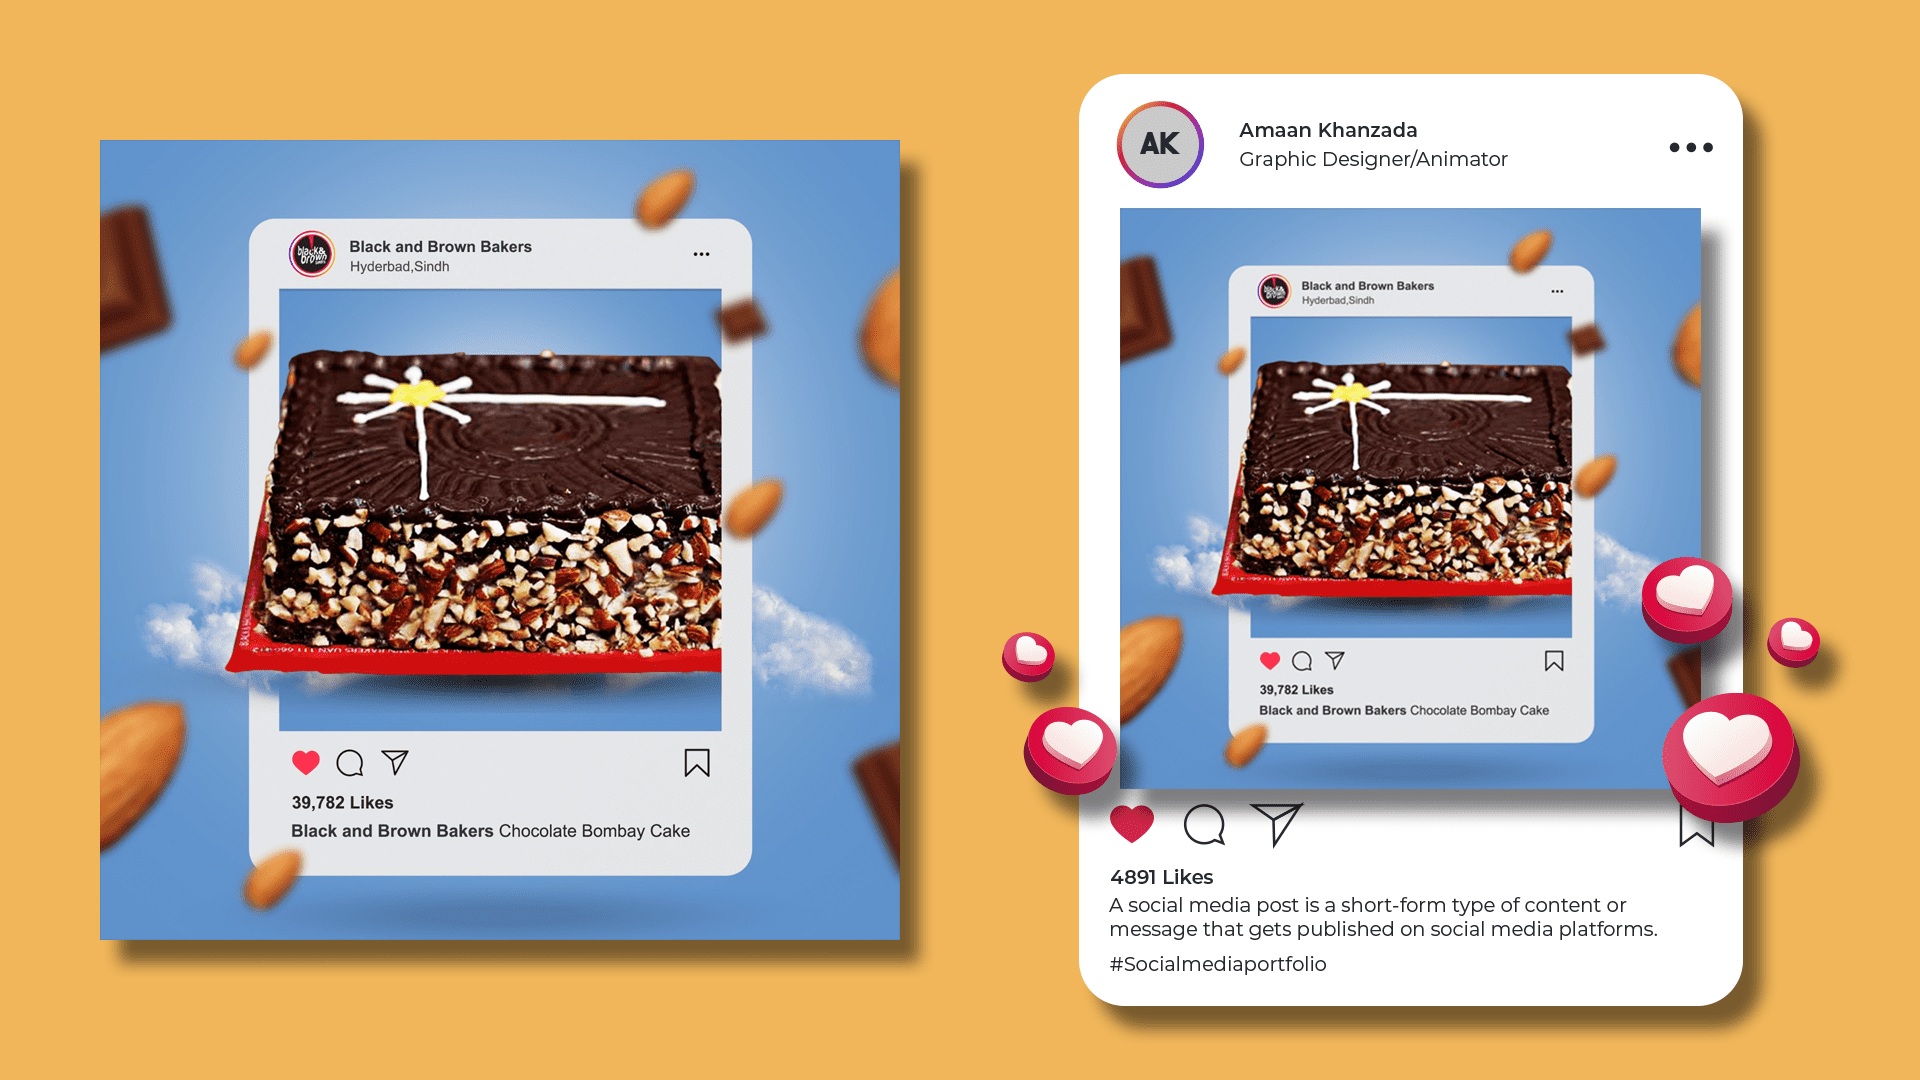 black&
brown
Black and Brown Bakers
Hyderbad,Sindh
39,782 Likes
Black and Brown Bakers Chocolate Bombay Cake
AK
Amaan Khanzada
Graphic Designer/Animator
black&
brown
Black and Brown Bakers
Hyderbad,Sindh
39,782 Likes
Black and Brown Bakers Chocolate Bombay Cake
4891 Likes
A social media post is a short-form type of content or
message that gets published on social media platforms.
#Socialmediaportfolio